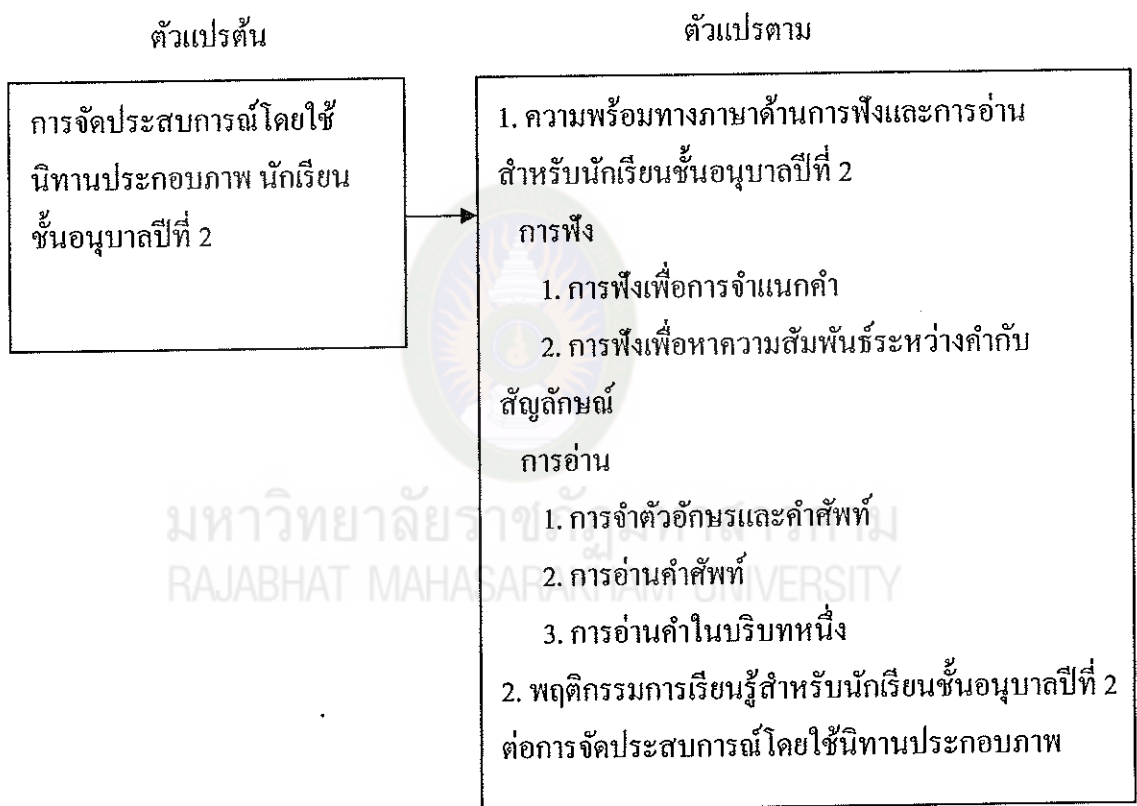 ตัวแปรต้น
ตัวแปรตาม
การจัดประสบการณ์โดยใช้
นิทานประกอบภาพ นักเรียน
ชั้นอนุบาลปีที่ 2
1. ความพร้อมทางภาษาด้านการฟังและการอ่าน
สำหรับนักเรียนชั้นอนุบาลปีที่ 2
การฟัง
1. การฟังเพื่อการจำแนกคำ
2. การฟังเพื่อหาความสัมพันธ์ระหว่างคำกับ
สัญลักษณ์
การอ่าน
1. การจำตัวอักษรและคำศัพท์
2. การอ่านคำศัพท์
3. การอ่านคำในบริบทหนึ่ง
2. พฤติกรรมการเรียนรู้สำหรับนักเรียนชั้นอนุบาลปีที่ 2
ต่อการจัดประสบการณ์โดยใช้นิทานประกอบภาพ
มหาวิทยาลัยราชภัฏมหาสารคาม
RAJABHAT MAHASARAKHAM UNIVERSITY